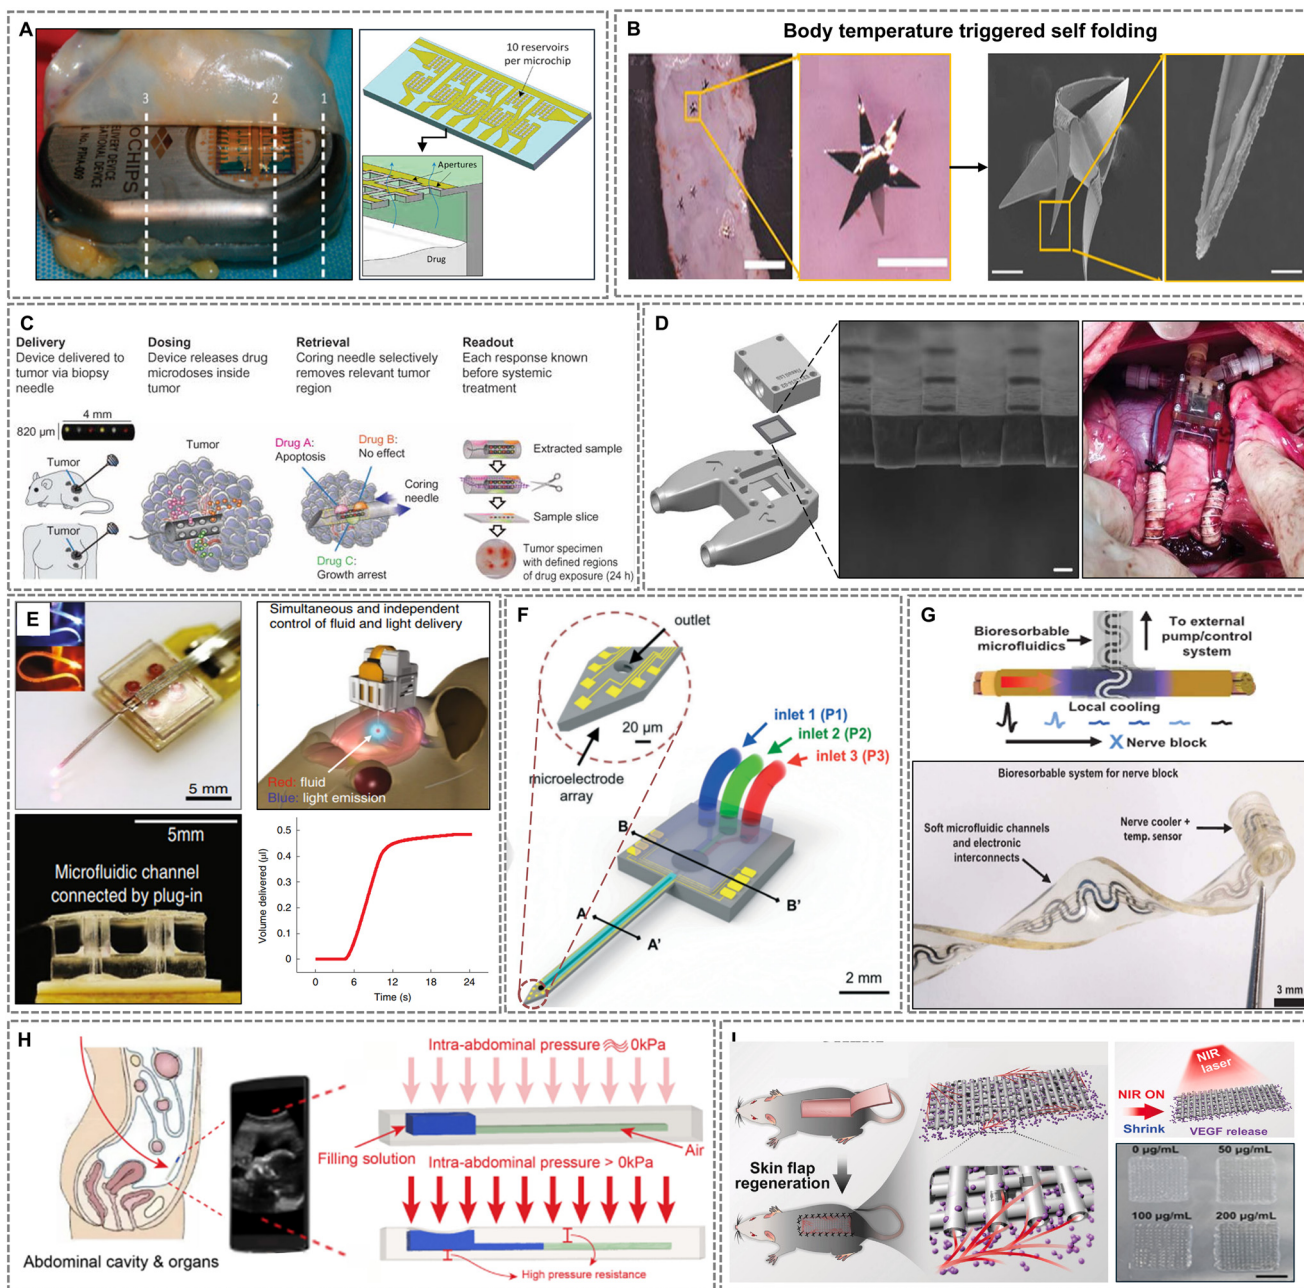 A
3
2
1
OCHIPS
10 reservoirs
per microchip
Apertures
Drug
B
Body temperature triggered self folding
C
Delivery
Device delivered to
tumor via biopsy
needle
4 mm
820 µm
Tumor
Tumor
Dosing
Device releases drug
microdoses inside
tumor
Tumor
Retrieval
Coring needle selectively
removes relevant tumor
region
Drug A:
Apoptosis
Drug B:
No effect
Coring
needle
Drug C:
Growth arrest
Readout
Each response known
before systemic
treatment
Extracted sample
Sample slice
Tumor specimen
with defined regions
of drug exposure (24 h)
D
E
5 mm
Simultaneous and independent
control of fluid and light delivery
Red: fluid
Blue: light emission
5mm
Microfluidic channel
connected by plug-in
Volume delivered (µl)
0.5
0.4
0.3
0.2
0.1
0
0
6
12
18
24
Time (s)
F
outlet
20 µm
microelectrode
array
inlet 1 (P1)
inlet 2 (P2)
inlet 3 (P3)
B
B'
A
A'
2 mm
G
Bioresorbable
microfluidics
To external
pump/control
system
Local cooling
X Nerve block
Bioresorbable system for nerve block
Soft microfluidic channels
and electronic
interconnects
Nerve cooler +
temp. sensor
3 mm
H
Abdominal cavity & organs
Intra-abdominal pressure ≈ 0kPa
Filling solution
Air
Intra-abdominal pressure > 0kPa
High pressure resistance
I
Skin flap
regeneration
NIR
laser
NIR ON
Shrink
VEGF release
0 µg/mL
50 µg/mL
100 µg/mL
200 µg/mL